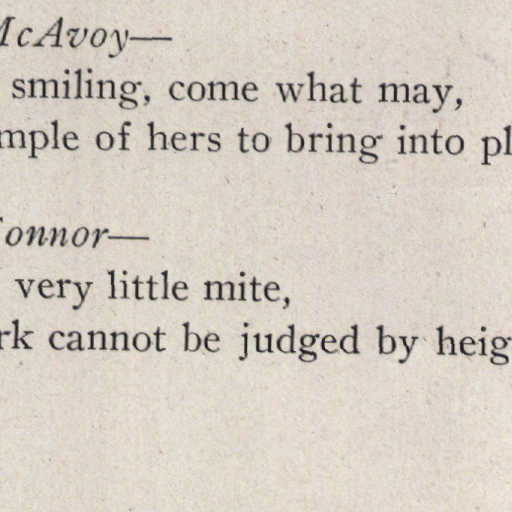 McAvoy—
smiling, come what may,
mple of hers to bring into pl
onnor—
very little mite,
rk cannot be judged by heig